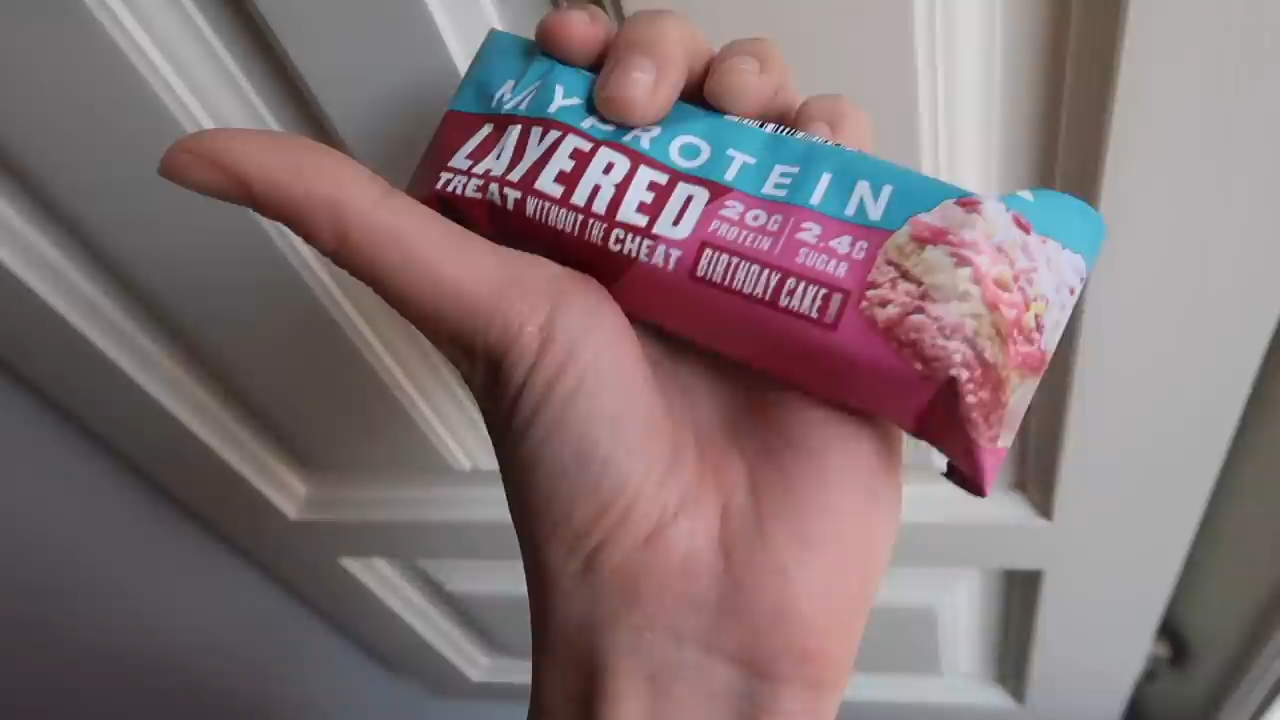 MYPROTEIN
LAYERED
TREAT WITHOUT THE CHEAT
20G PROTEIN
2.4G SUGAR
BIRTHDAY CAKE